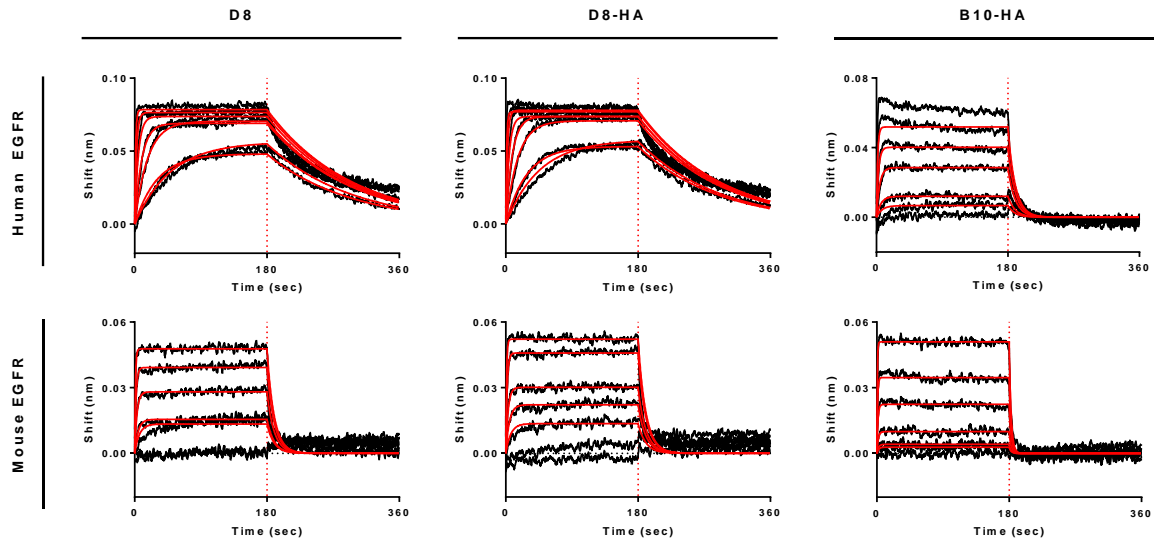 D8
D8-HA
B10-HA
Human EGFR
Shift (nm)
0.10
0.05
0.00
0
180
360
Time (sec)
Shift (nm)
0.10
0.05
0.00
0
180
360
Time (sec)
Shift (nm)
0.08
0.04
0.00
0
180
360
Time (sec)
Mouse EGFR
Shift (nm)
0.06
0.03
0.00
0
180
360
Time (sec)
Shift (nm)
0.06
0.03
0.00
0
180
360
Time (sec)
Shift (nm)
0.06
0.03
0.00
0
180
360
Time (sec)